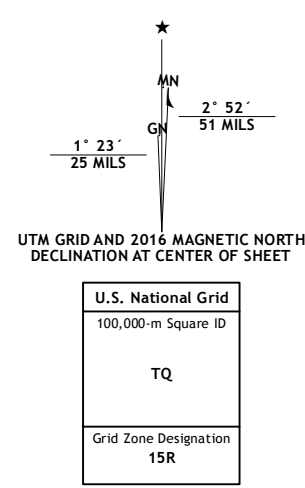 ★
MN
GN
2° 52´
51 MILS
1° 23´
25 MILS
UTM GRID AND 2016 MAGNETIC NORTH
DECLINATION AT CENTER OF SHEET
U.S. National Grid
100,000-m Square ID
TQ
Grid Zone Designation
15R